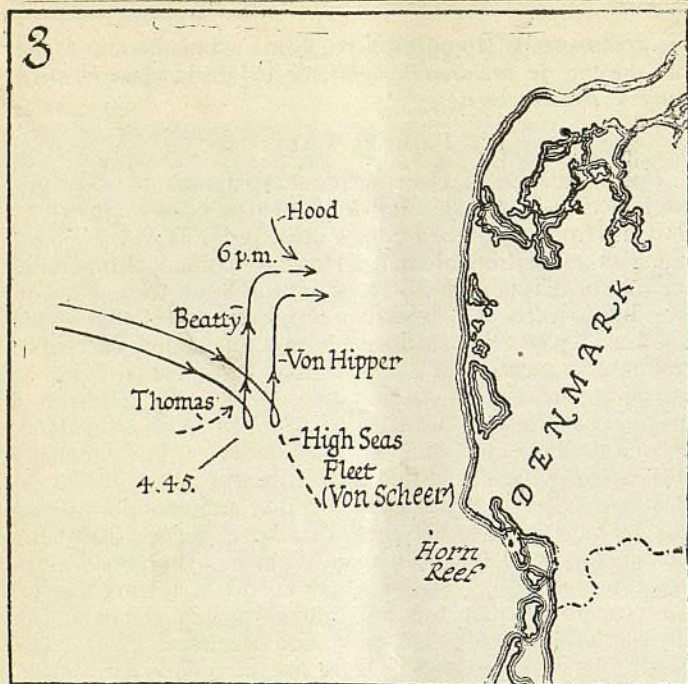 3
Hood
6 p.m.
Beatty
Von Hipper
Thomas
High Seas
Fleet
(Von Scheer)
4.45.
DENMARK
Horn
Reef